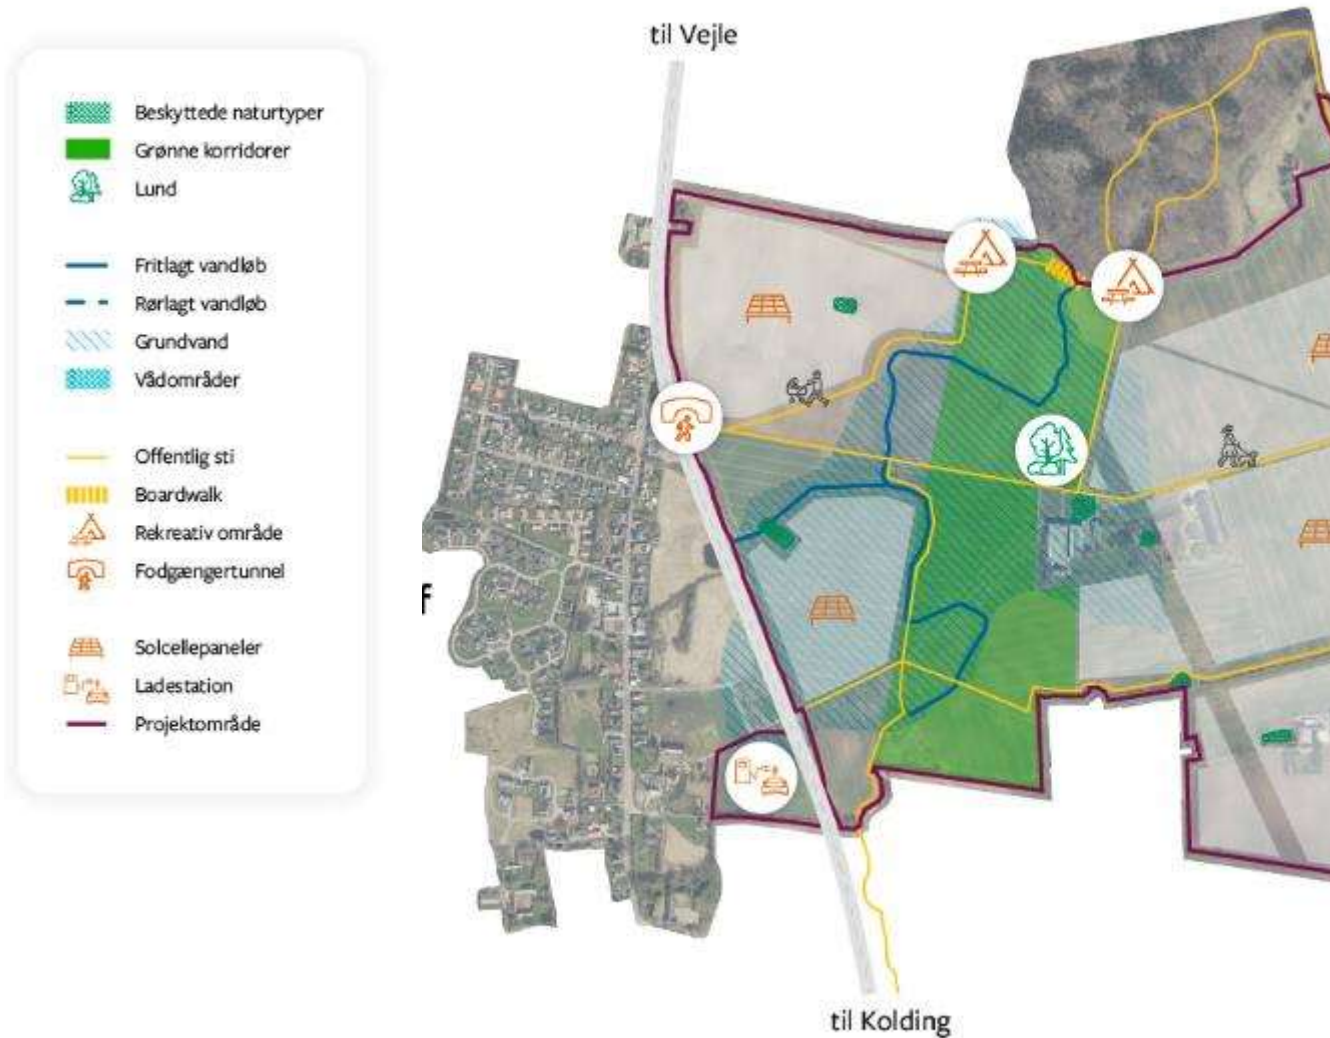 til Vejle
Beskyttede naturtyper
Grønne korridorer
Lund
Fritlagt vandløb
Rørlagt vandløb
Grundvand
Vådområder
Offentlig sti
Boardwalk
Rekreativ område
Fodgængertunnel
Solcellepaneler
Ladestation
Projektområde
f
til Kolding